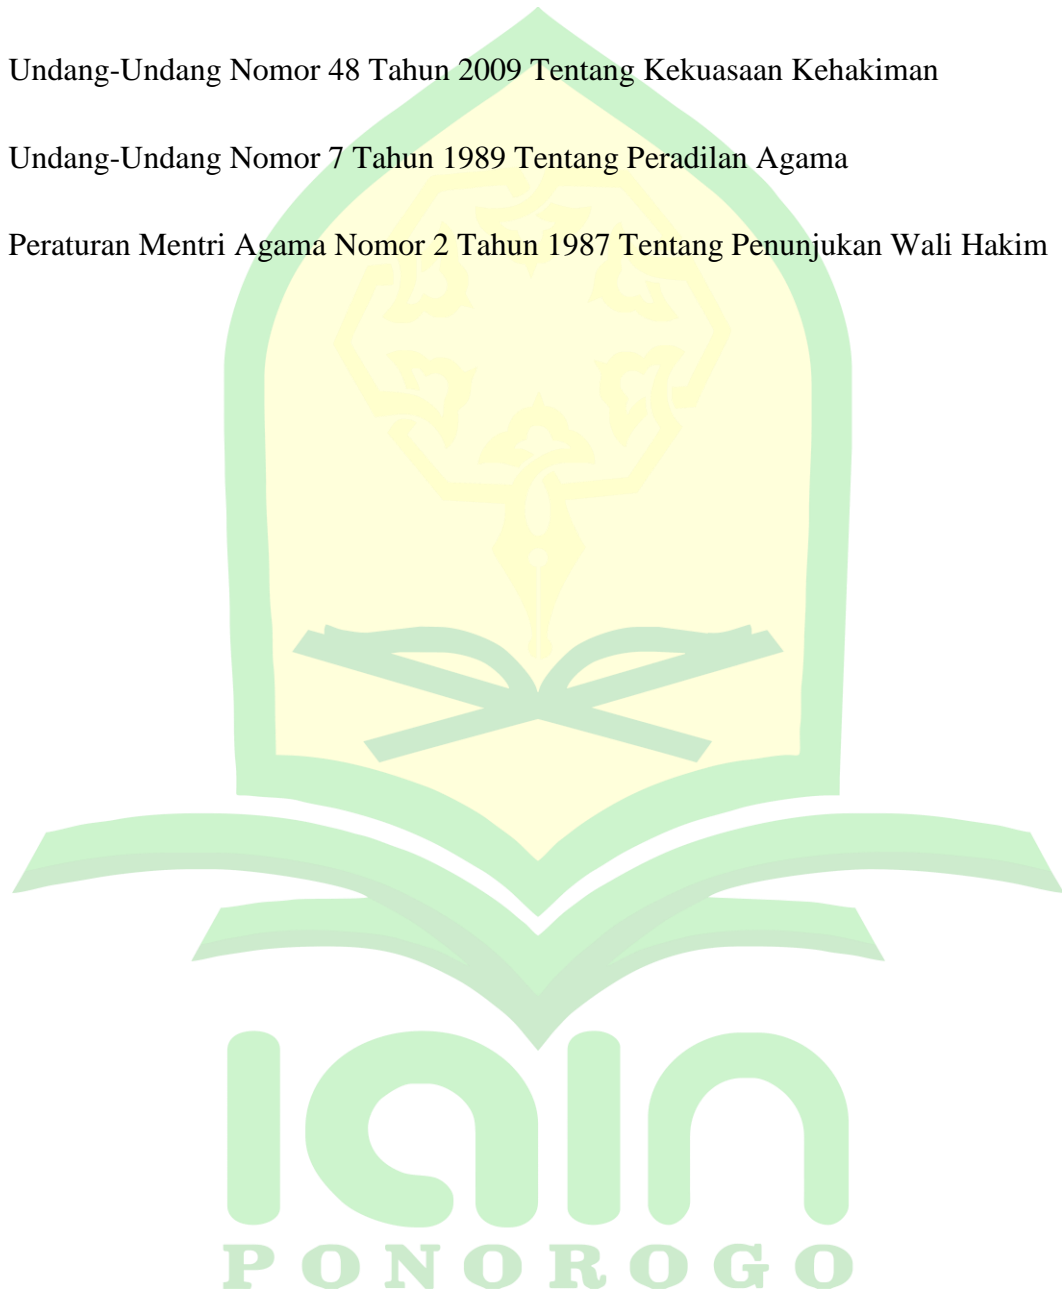 Undang-Undang Nomor 48 Tahun 2009 Tentang Kekuasaan Kehakiman
Undang-Undang Nomor 7 Tahun 1989 Tentang Peradilan Agama
Peraturan Mentri Agama Nomor 2 Tahun 1987 Tentang Penunjukan Wali Hakim
iain
PONOROGO